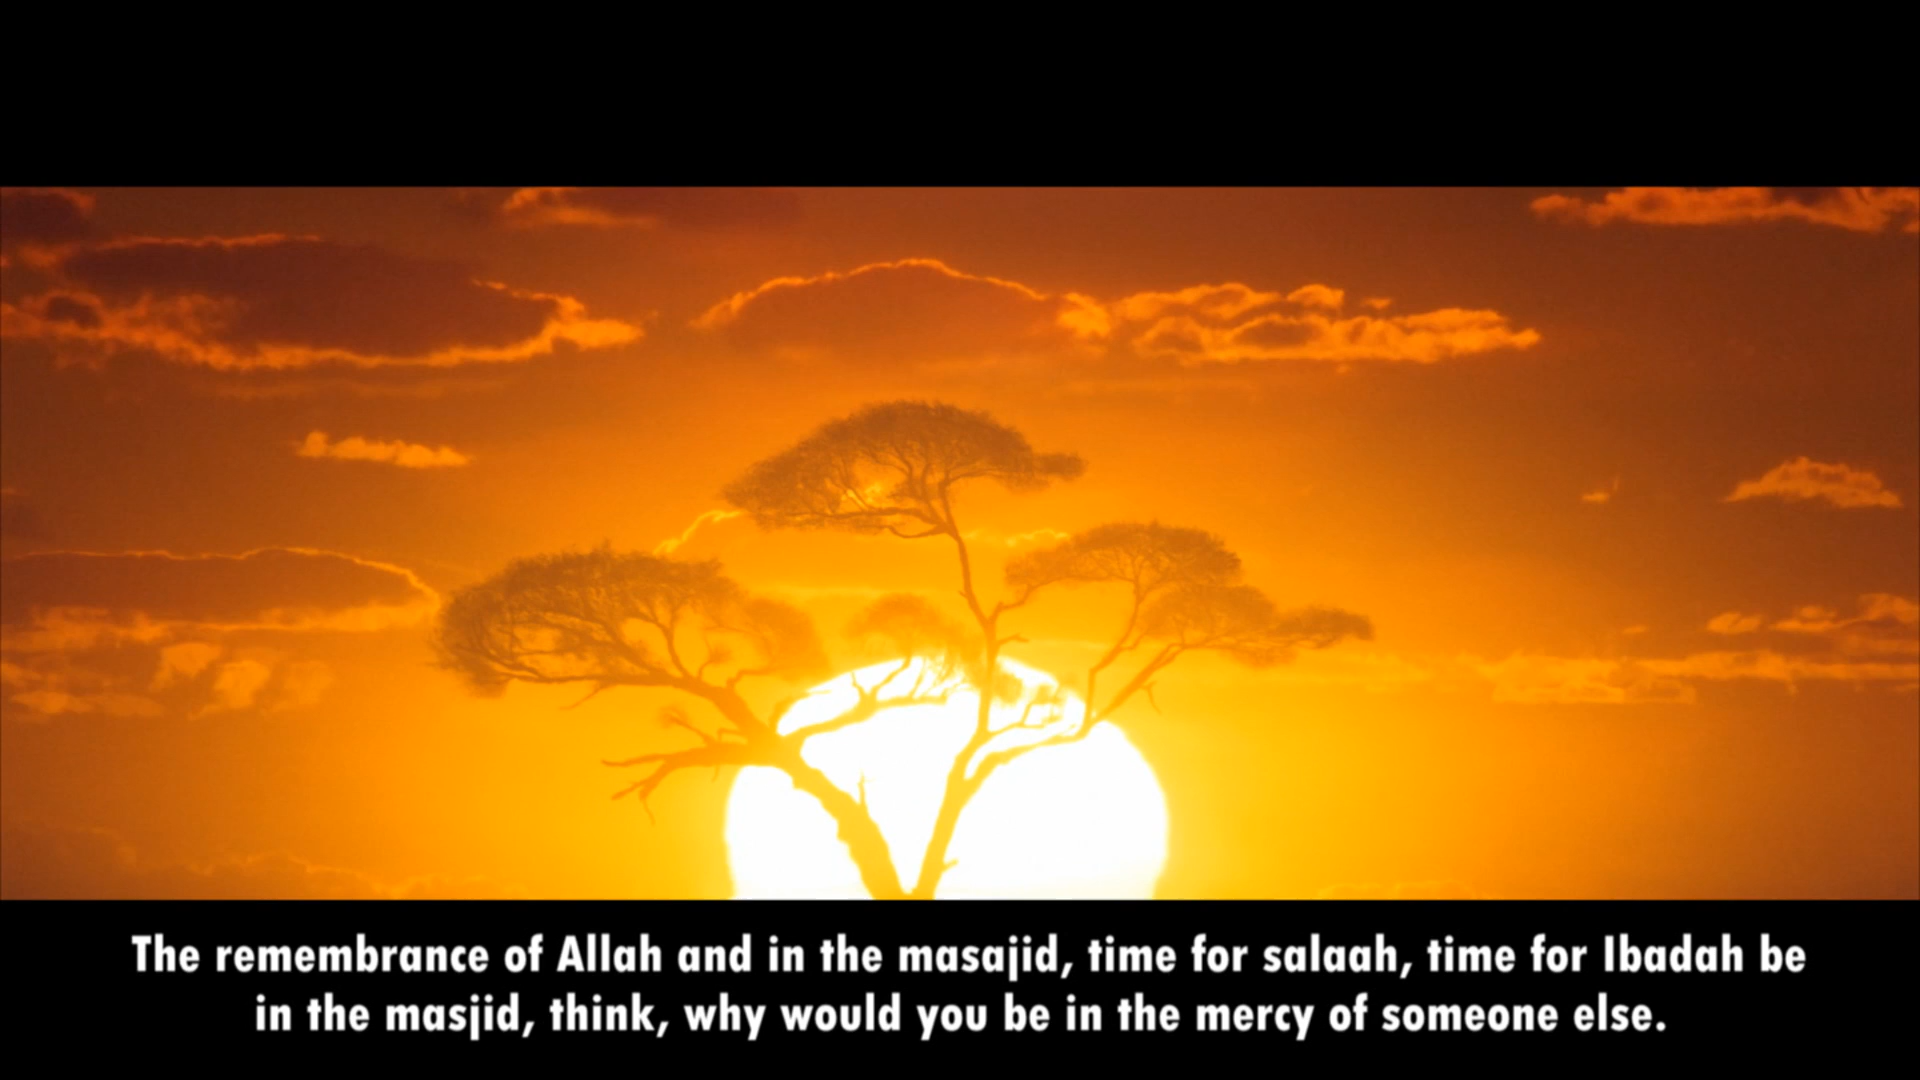 The remembrance of Allah and in the masajid, time for salaah, time for Ibadah be
in the masjid, think, why would you be in the mercy of someone else.